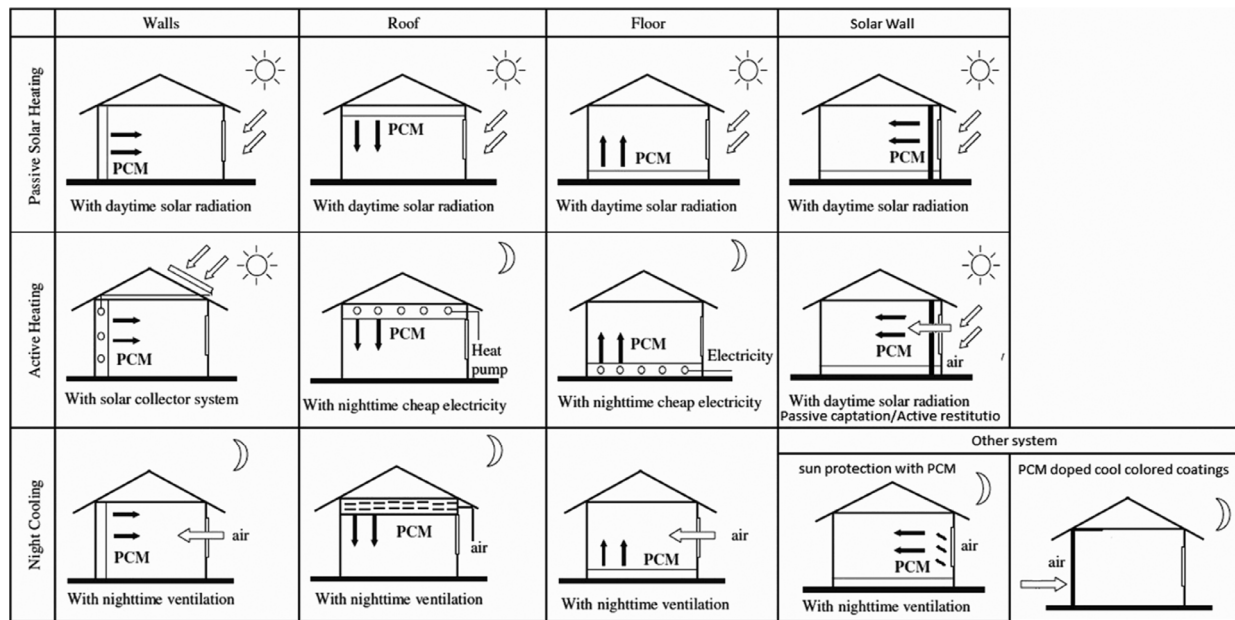 Walls
Roof
Floor
Solar Wall
Passive Solar Heating
PCM
With daytime solar radiation
PCM
With daytime solar radiation
PCM
With daytime solar radiation
PCM
With daytime solar radiation
Active Heating
PCM
With solar collector system
PCM
Heat
pump
With nighttime cheap electricity
PCM
Electricity
With nighttime cheap electricity
PCM
air
With daytime solar radiation
Passive captation/Active restitutio
Night Cooling
air
PCM
With nighttime ventilation
PCM
air
With nighttime ventilation
air
PCM
With nighttime ventilation
Other system
sun protection with PCM
air
PCM
With nighttime ventilation
PCM doped cool colored coatings
air